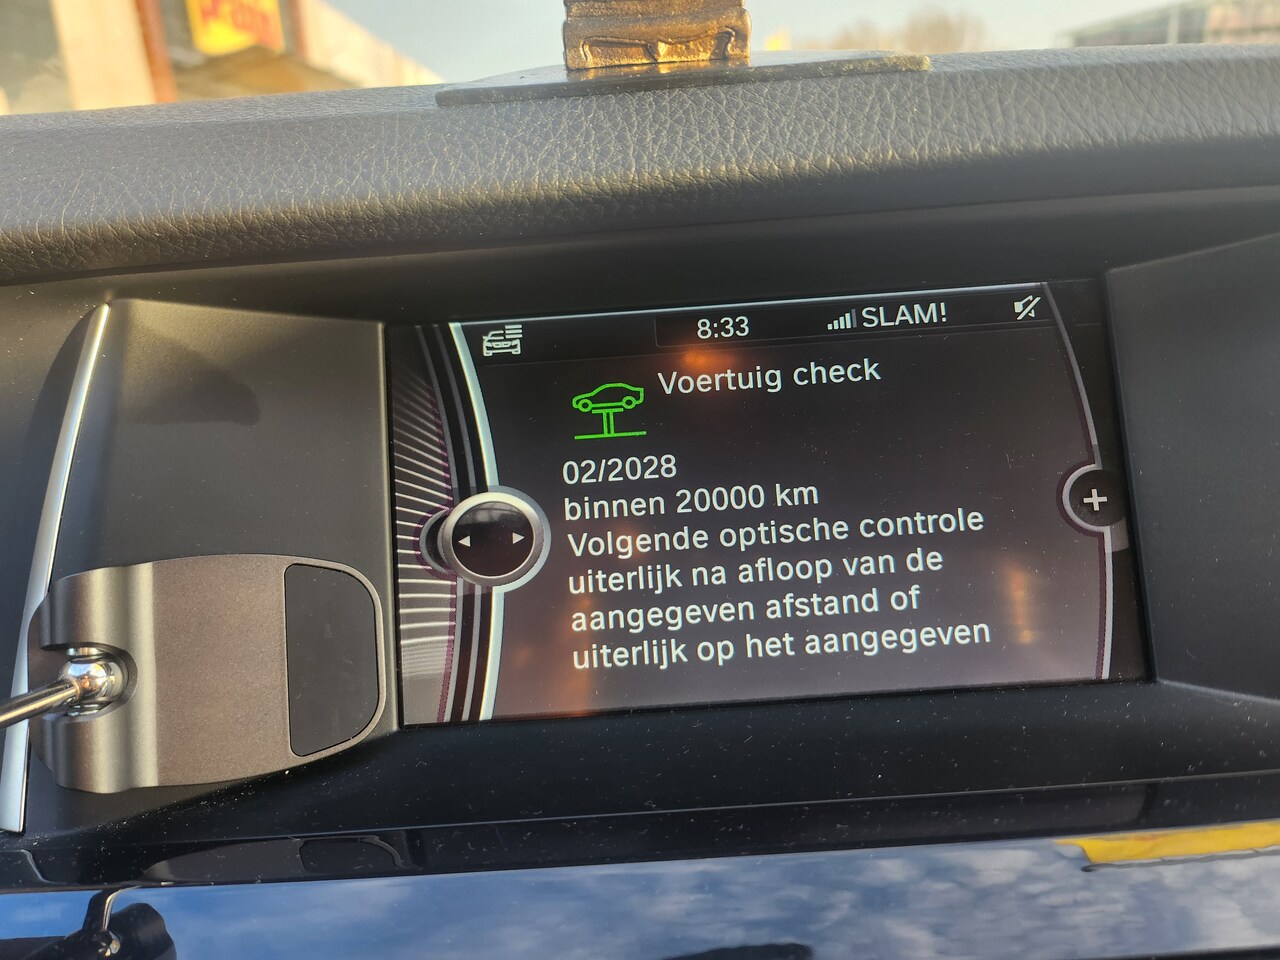 8:33
SLAM!
Voertuig check
02/2028
binnen 20000 km
Volgende optische controle
uiterlijk na afloop van de
aangegeven afstand of
uiterlijk op het aangegeven